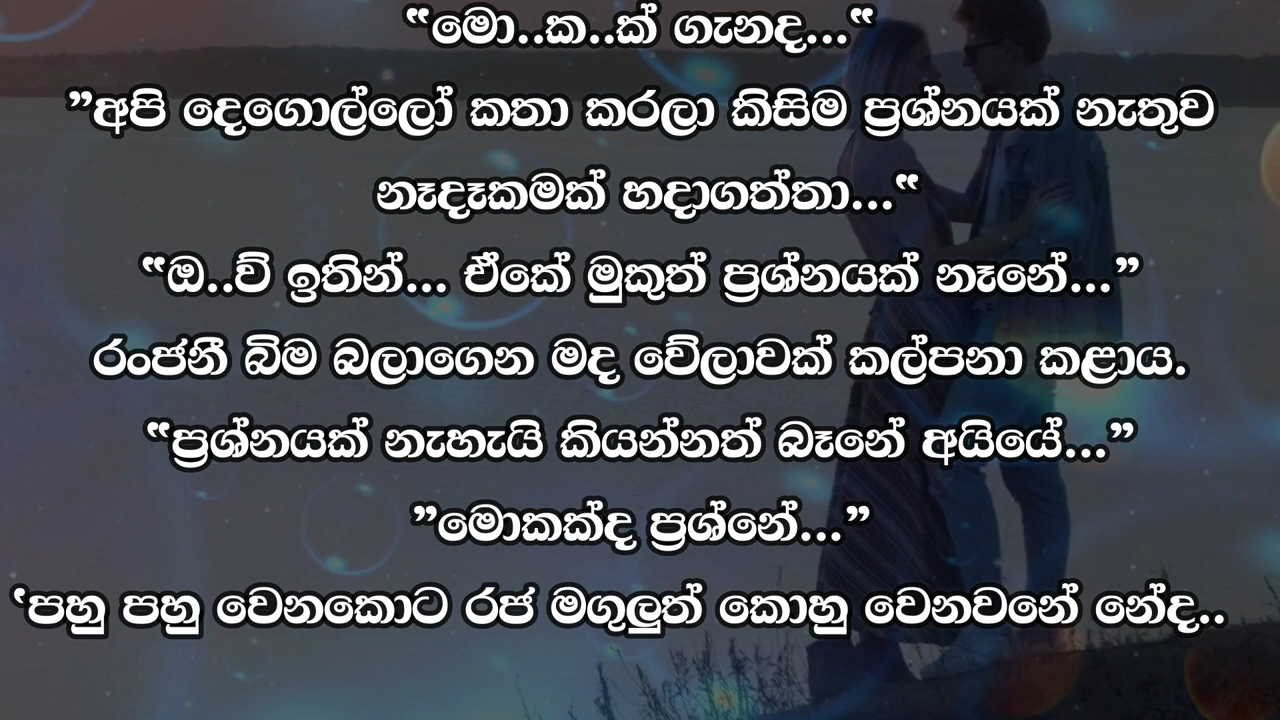 “මො..ක..ක් ගැනද...“
”අපි දෙගොල්ලෝ කතා කරලා කිසිම ප්‍රශ්නයක් නැතුව
නෑදෑකමක් හදාගත්තා...“
“ඔ..ව් ඉතින්... ඒකේ මුකුත් ප්‍රශ්නයක් නෑනේ...”
රංජනී බිම බලාගෙන මද වේලාවක් කල්පනා කළාය.
“ප්‍රශ්නයක් නැහැයි කියන්නත් බෑනේ අයියේ...”
”මොකක්ද ප්‍රශ්නේ...”
‘පහු පහු වෙනකොට රජ මගුලුත් කොහු වෙනවනේ නේද..